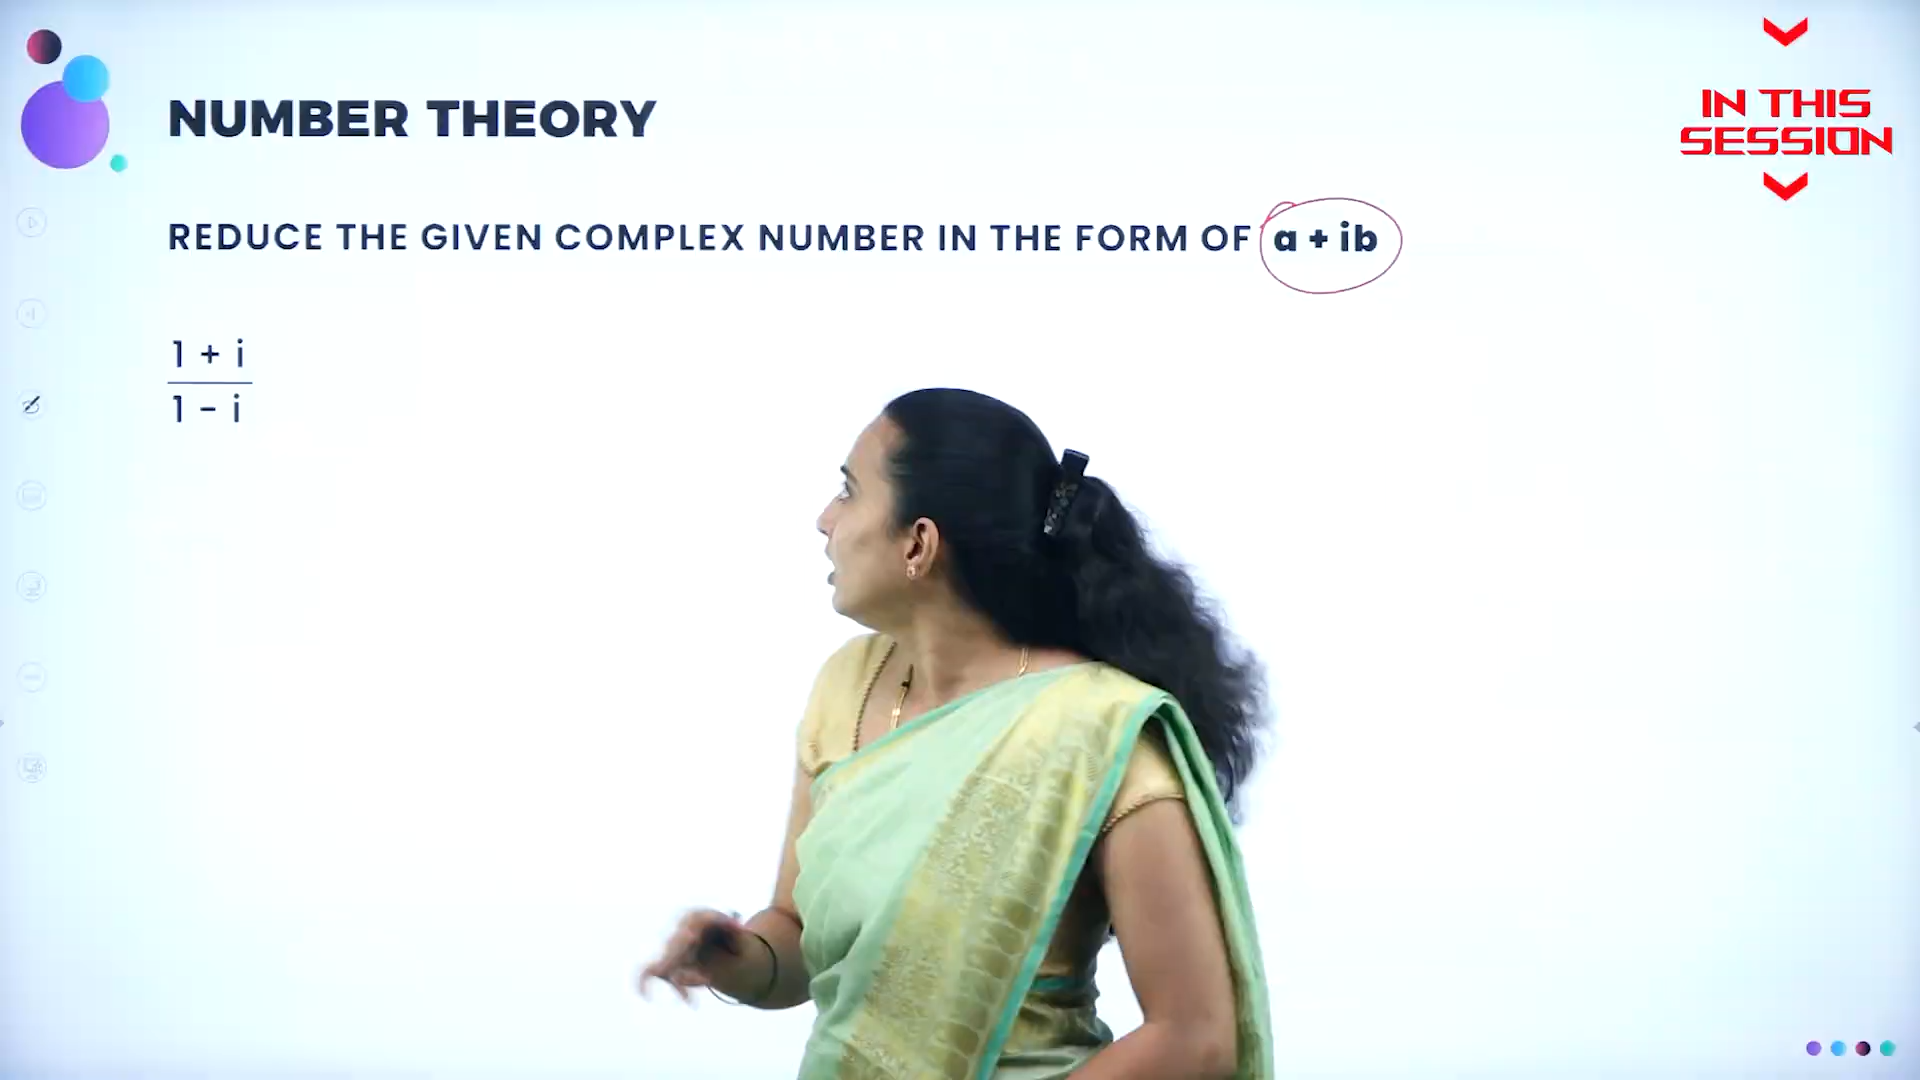 NUMBER THEORY
IN THIS
SESSION
REDUCE THE GIVEN COMPLEX NUMBER IN THE FORM OF a + ib
1 + i
1 - i